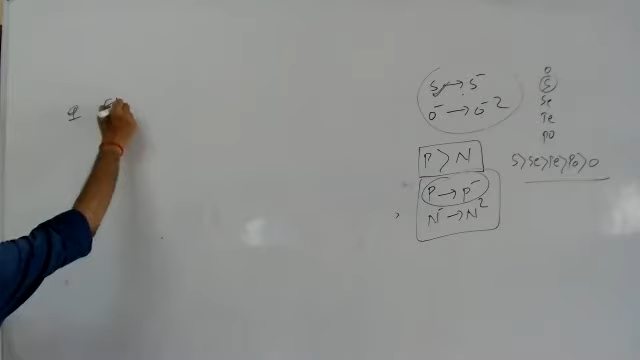 Q
S → S⁻
O⁻ → O⁻²
P > N
P → P⁻
N⁻ → N⁻²
O
S
Se
Te
Po
S > Se > Te > Po > O